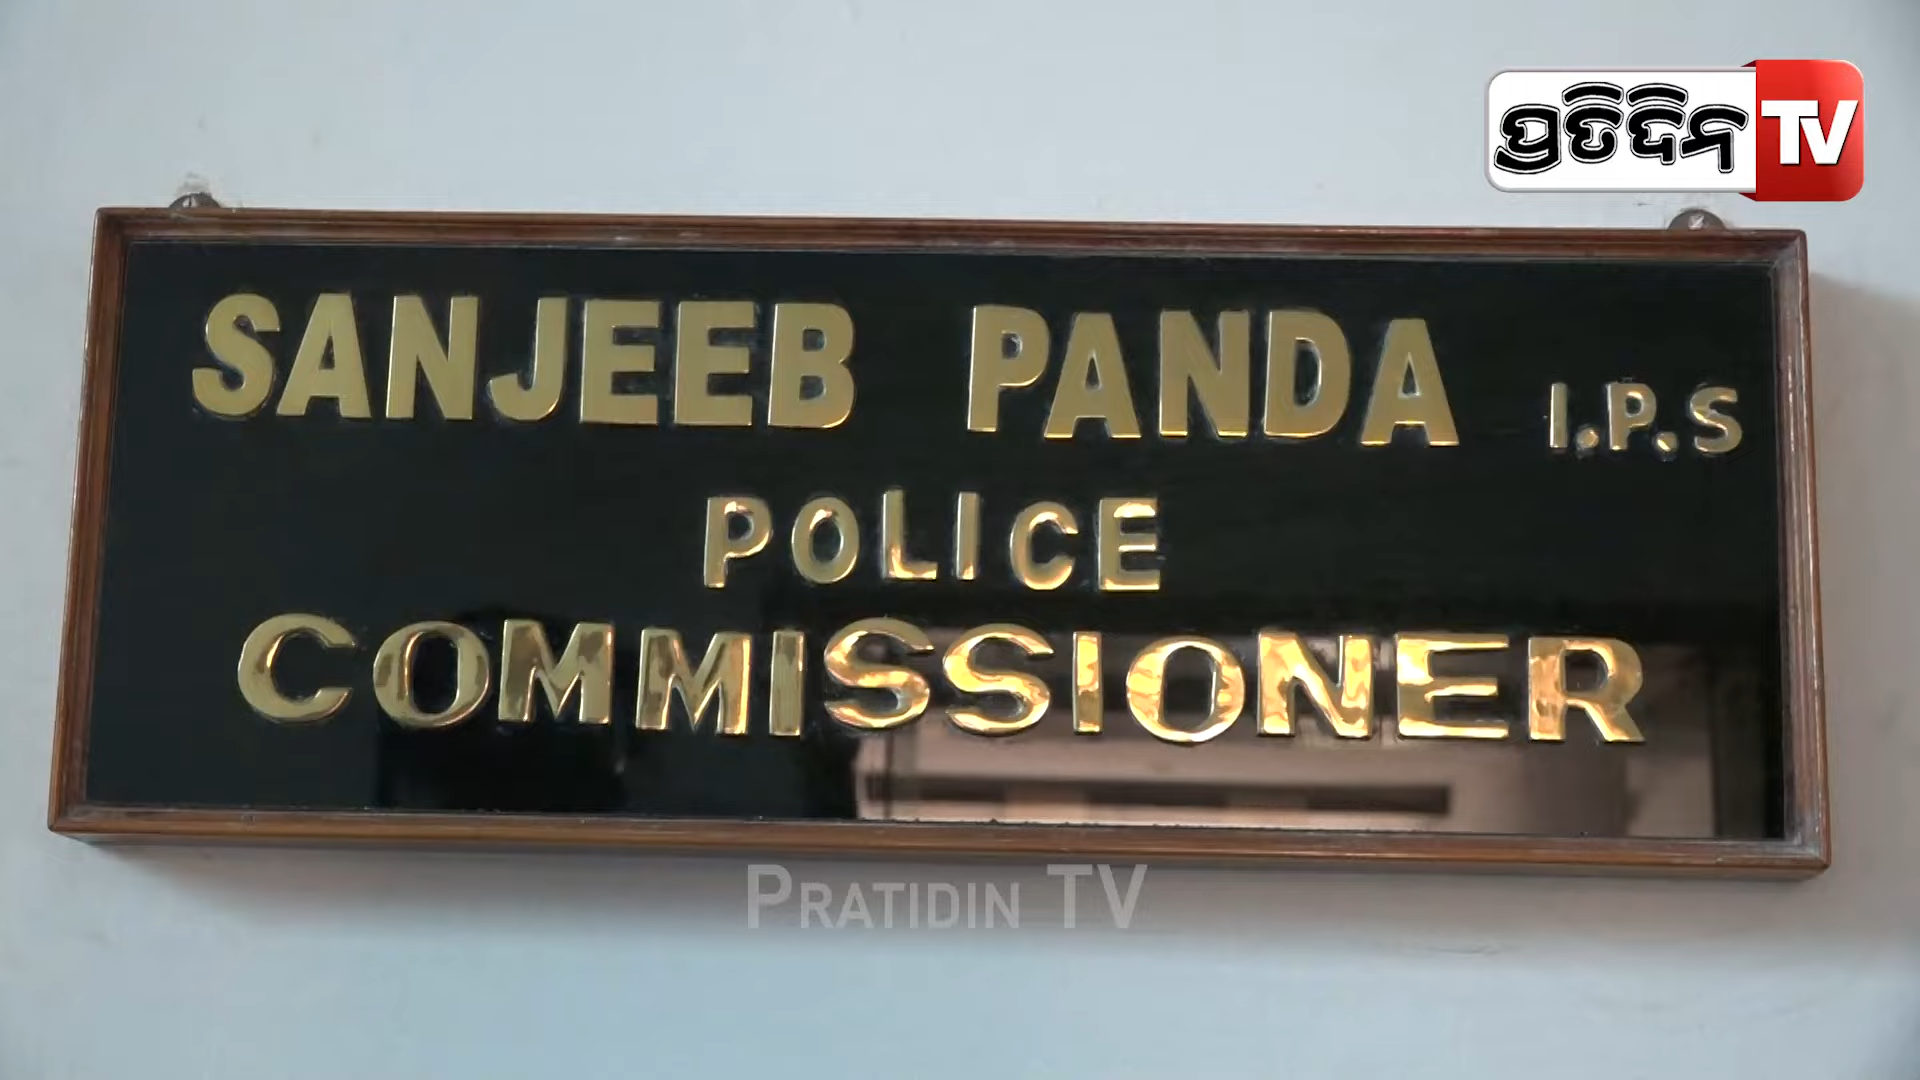 ପ୍ରତିଦିନ TV
SANJEEB PANDA I.P.S
POLICE
COMMISSIONER
PRATIDIN TV